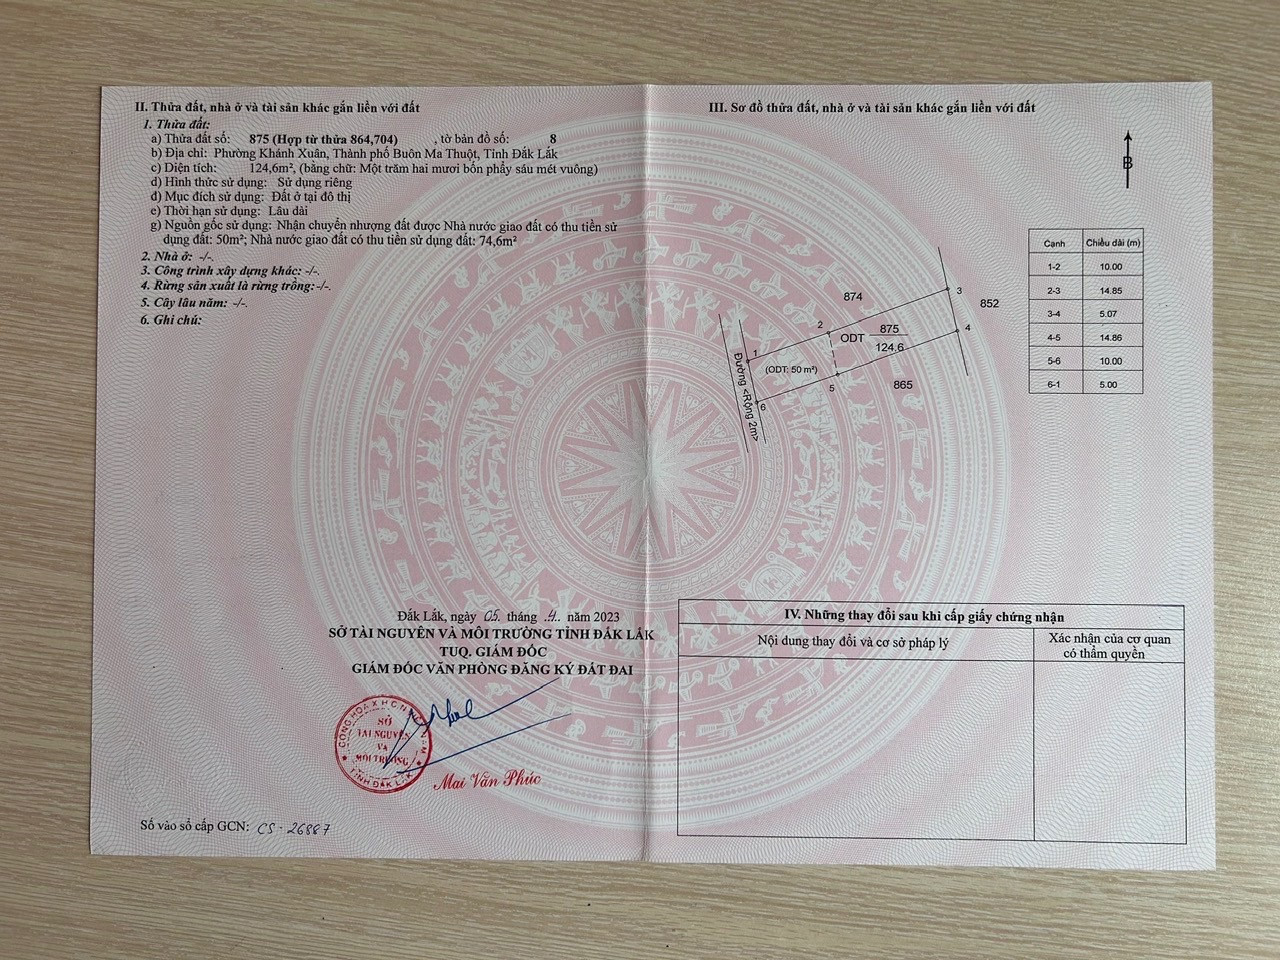 II. Thửa đất, nhà ở và tài sản khác gắn liền với đất
1. Thửa đất:
a) Thửa đất số: 875 (Hợp từ thửa 864,704) , tờ bản đồ số: 8
b) Địa chỉ: Phường Khánh Xuân, Thành phố Buôn Ma Thuột, Tỉnh Đắk Lắk
c) Diện tích: 124,6m², (bằng chữ: Một trăm hai mươi bốn phẩy sáu mét vuông)
d) Hình thức sử dụng: Sử dụng riêng
đ) Mục đích sử dụng: Đất ở tại đô thị
e) Thời hạn sử dụng: Lâu dài
g) Nguồn gốc sử dụng: Nhận chuyển nhượng đất được Nhà nước giao đất có thu tiền sử
dụng đất: 50m²; Nhà nước giao đất có thu tiền sử dụng đất: 74,6m²
2. Nhà ở: -/-.
3. Công trình xây dựng khác: -/-.
4. Rừng sản xuất là rừng trồng: -/-.
5. Cây lâu năm: -/-.
6. Ghi chú:
Đắk Lắk, ngày 05. tháng .4. năm 2023
SỞ TÀI NGUYÊN VÀ MÔI TRƯỜNG TỈNH ĐẮK LẮK
TUQ. GIÁM ĐỐC
GIÁM ĐỐC VĂN PHÒNG ĐĂNG KÝ ĐẤT ĐAI
CỘNG HÒA X.H.C.N VIỆT NAM
SỞ
TÀI NGUYÊN
VÀ
MÔI TRƯỜNG
TỈNH ĐẮK LẮK
Mai Văn Phúc
Số vào sổ cấp GCN: CS-26887
III. Sơ đồ thửa đất, nhà ở và tài sản khác gắn liền với đất
B
874
852
865
1
2
3
4
5
6
ODT 875
124.6
(ODT: 50 m²)
Đường <Rộng 2m>
Cạnh Chiều dài (m)
1-2 10.00
2-3 14.85
3-4 5.07
4-5 14.86
5-6 10.00
6-1 5.00
IV. Những thay đổi sau khi cấp giấy chứng nhận
Nội dung thay đổi và cơ sở pháp lý
Xác nhận của cơ quan
có thẩm quyền